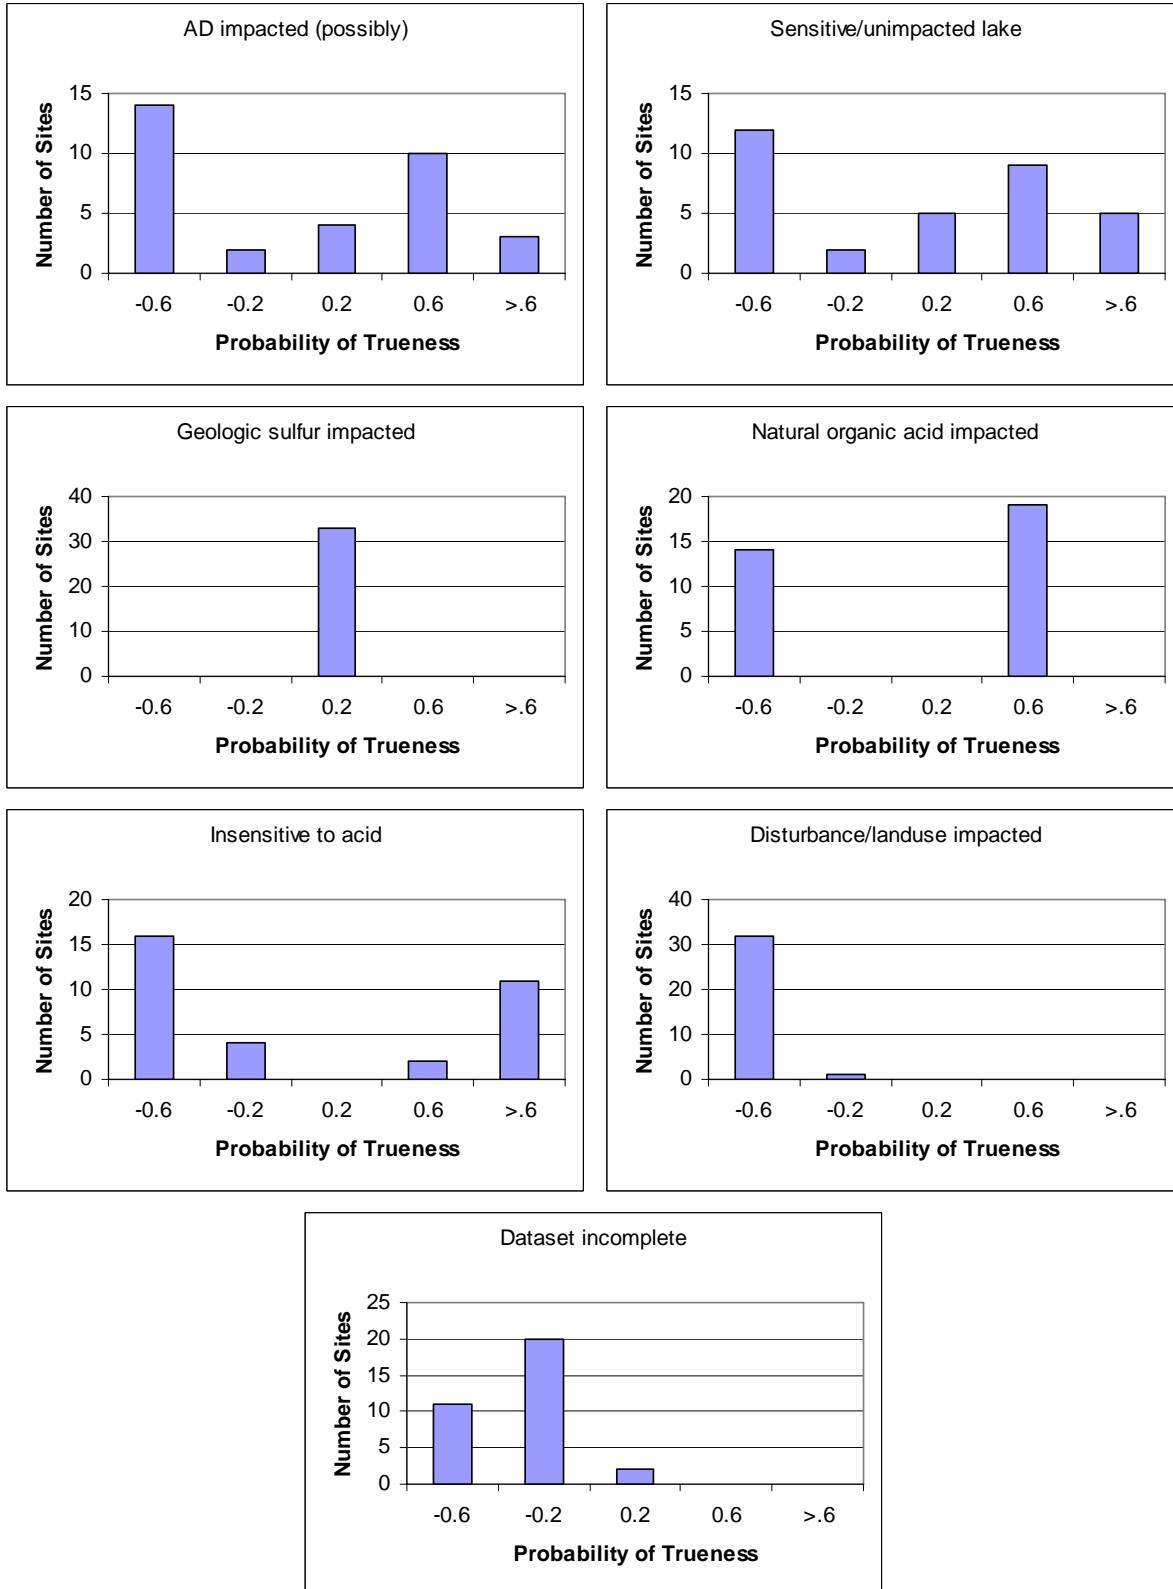 AD impacted (possibly)
Number of Sites
15
10
5
0
-0.6 -0.2 0.2 0.6 >.6
Probability of Trueness
Sensitive/unimpacted lake
Number of Sites
15
10
5
0
-0.6 -0.2 0.2 0.6 >.6
Probability of Trueness
Geologic sulfur impacted
Number of Sites
40
30
20
10
0
-0.6 -0.2 0.2 0.6 >.6
Probability of Trueness
Natural organic acid impacted
Number of Sites
20
15
10
5
0
-0.6 -0.2 0.2 0.6 >.6
Probability of Trueness
Insensitive to acid
Number of Sites
20
15
10
5
0
-0.6 -0.2 0.2 0.6 >.6
Probability of Trueness
Disturbance/landuse impacted
Number of Sites
40
30
20
10
0
-0.6 -0.2 0.2 0.6 >.6
Probability of Trueness
Dataset incomplete
Number of Sites
25
20
15
10
5
0
-0.6 -0.2 0.2 0.6 >.6
Probability of Trueness